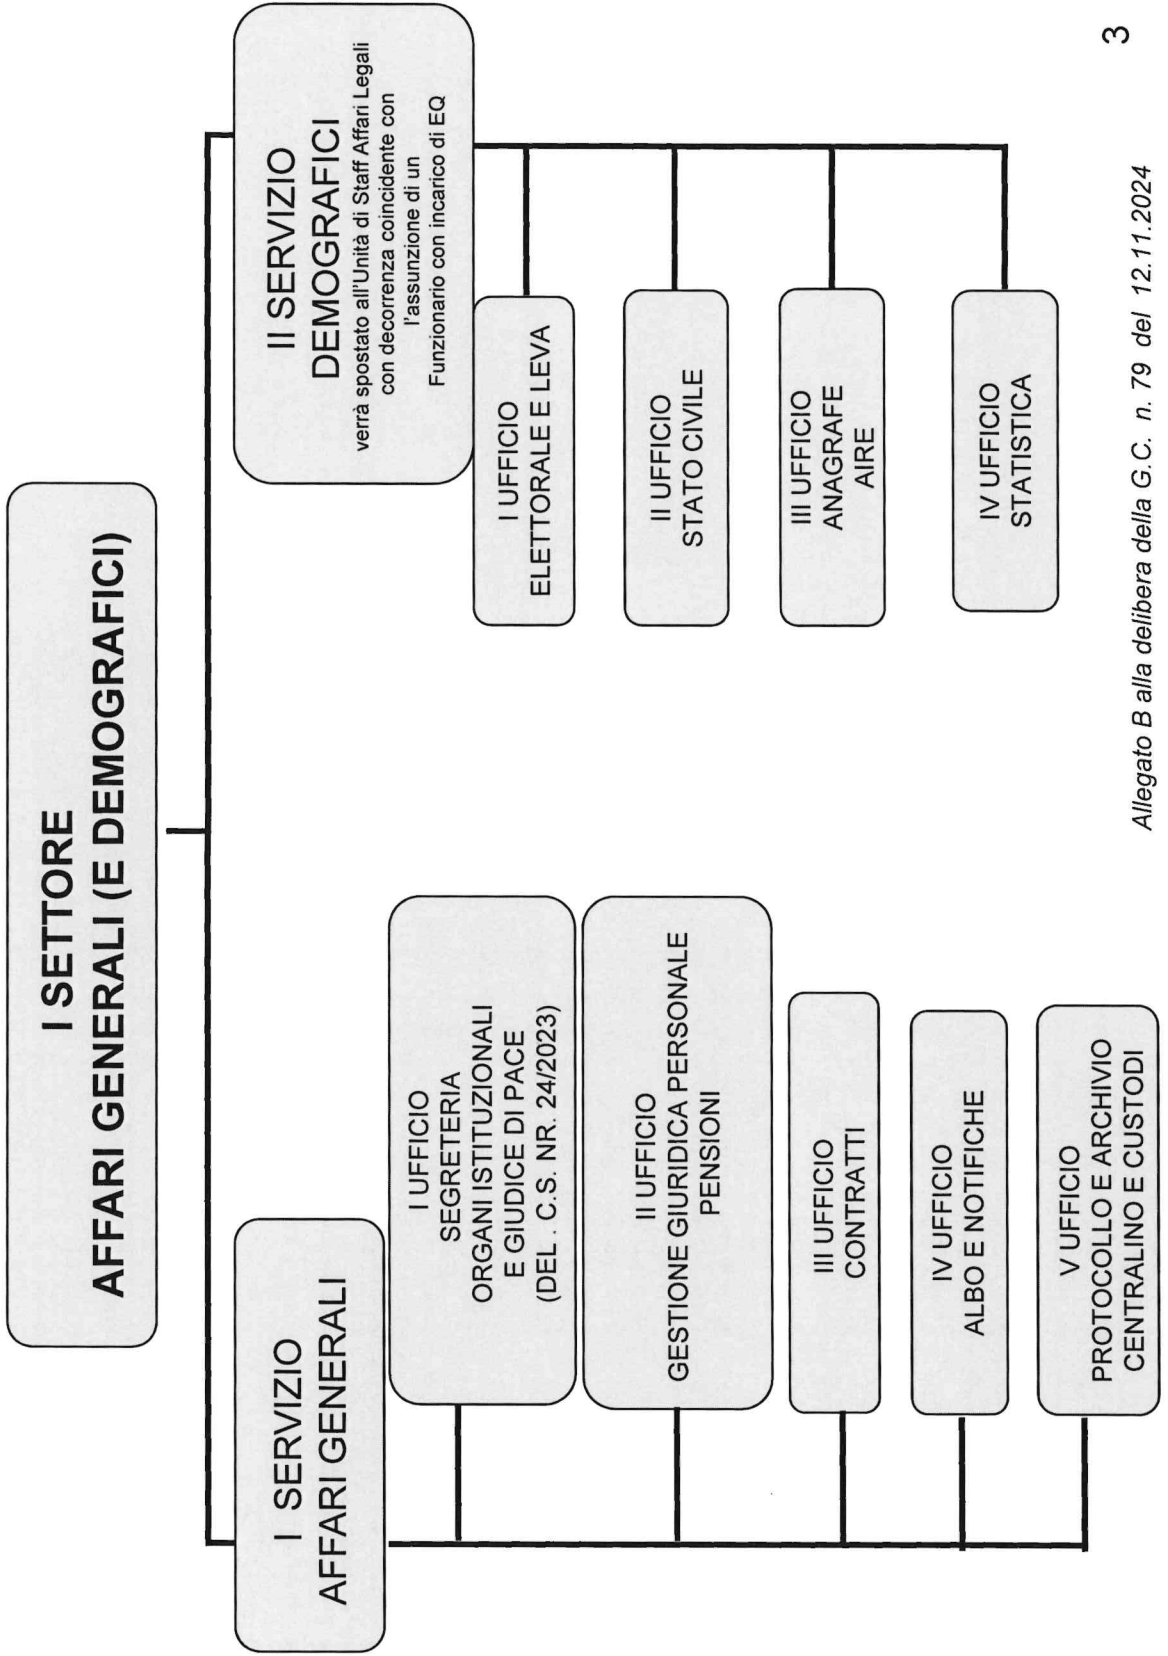 I SETTORE
AFFARI GENERALI (E DEMOGRAFICI)
I SERVIZIO
AFFARI GENERALI
I UFFICIO
SEGRETERIA
ORGANI ISTITUZIONALI
E GIUDICE DI PACE
(DEL . C.S. NR. 24/2023)
II UFFICIO
GESTIONE GIURIDICA PERSONALE
PENSIONI
III UFFICIO
CONTRATTI
IV UFFICIO
ALBO E NOTIFICHE
V UFFICIO
PROTOCOLLO E ARCHIVIO
CENTRALINO E CUSTODI
II SERVIZIO
DEMOGRAFICI
verrà spostato all'Unità di Staff Affari Legali
con decorrenza coincidente con
l'assunzione di un
Funzionario con incarico di EQ
I UFFICIO
ELETTORALE E LEVA
II UFFICIO
STATO CIVILE
III UFFICIO
ANAGRAFE
AIRE
IV UFFICIO
STATISTICA
Allegato B alla delibera della G.C. n. 79 del 12.11.2024
3